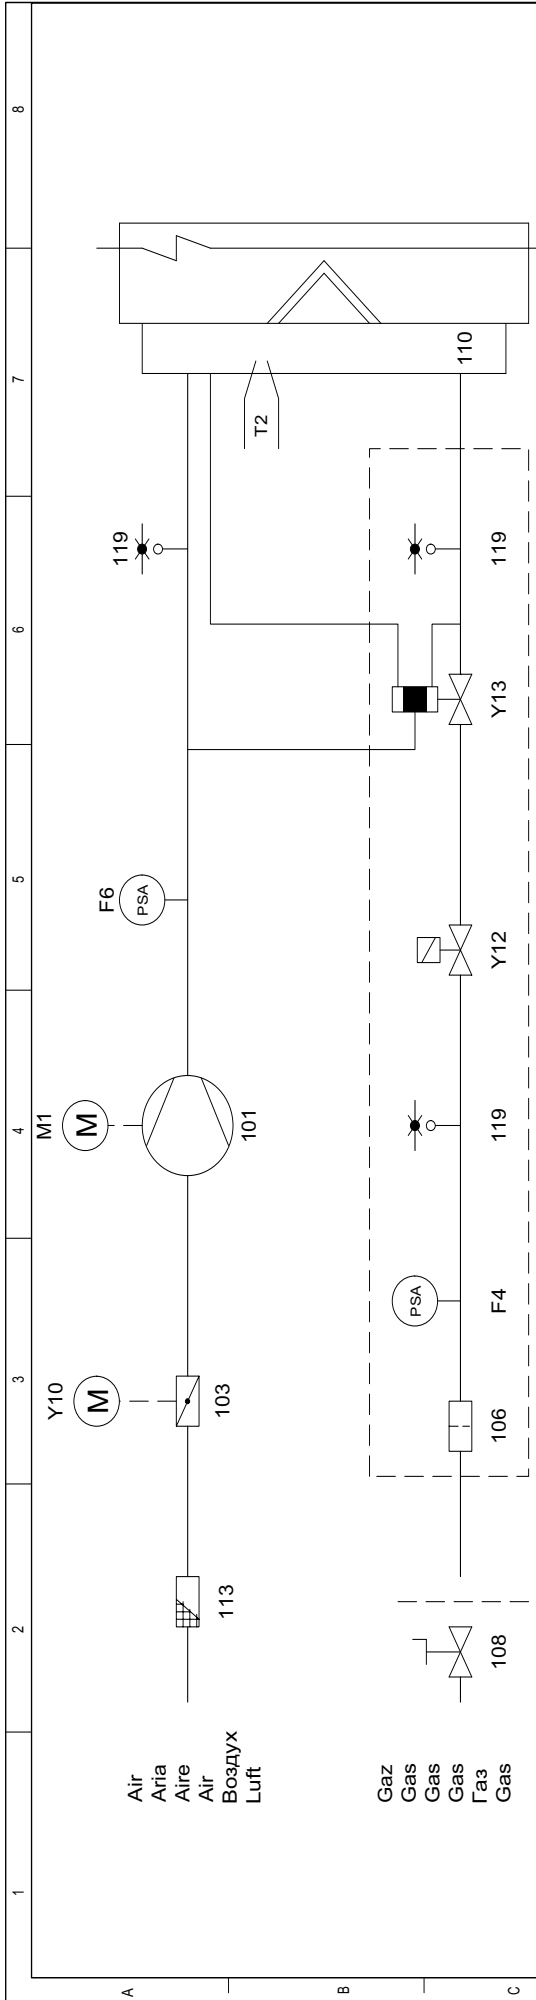 1
2
3
4
5
6
7
8
A
B
C
Air
Aria
Aire
Air
Воздух
Luft
113
Y10
M
103
M1
M
101
F6
PSA
119
T2
110
Gaz
Gas
Gas
Gas
Газ
Gas
108
106
PSA
F4
119
Y12
Y13
119